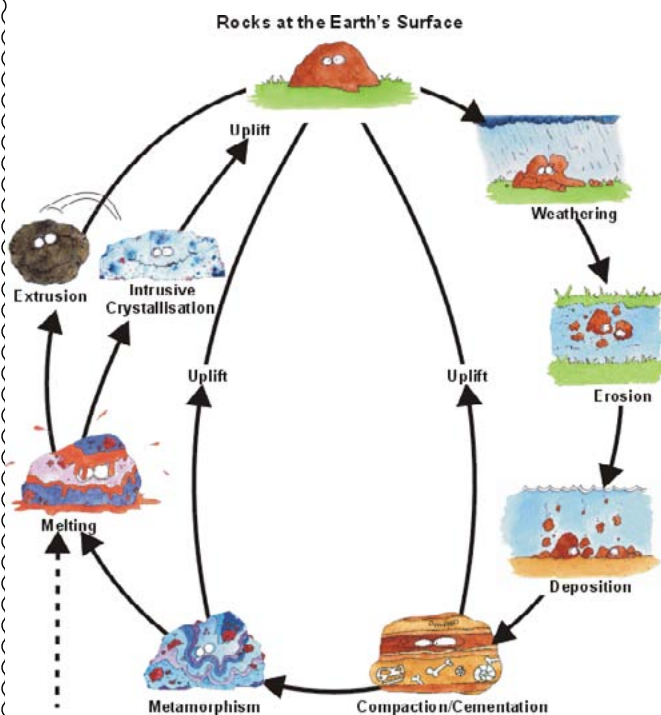 Rocks at the Earth's Surface
Uplift
Weathering
Extrusion
Intrusive
Crystallisation
Uplift
Uplift
Erosion
Melting
Deposition
Metamorphism
Compaction/Cementation